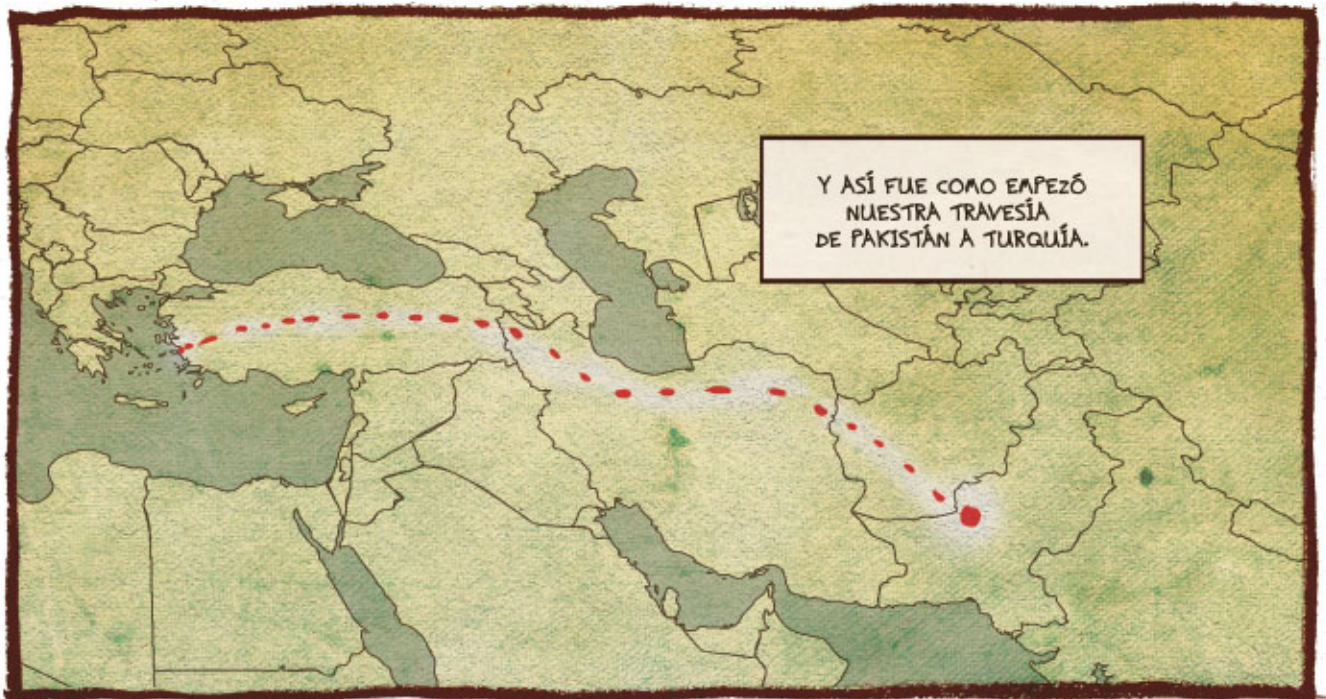 Y ASÍ FUE COMO EMPEZÓ
NUESTRA TRAVESÍA
DE PAKISTÁN A TURQUÍA.